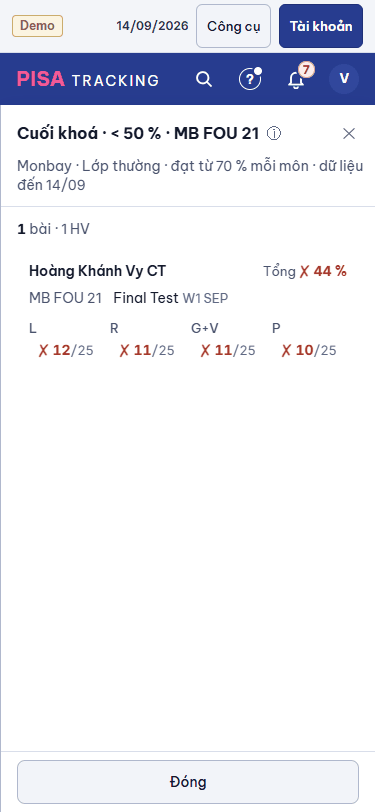 Demo 14/09/2026 Công cụ Tài khoản
PISA TRACKING ? 7 V
Cuối khoá · < 50 % · MB FOU 21
Monbay · Lớp thường · đạt từ 70 % mỗi môn · dữ liệu
đến 14/09
1 bài · 1 HV
Hoàng Khánh Vy CT Tổng ✗ 44 %
MB FOU 21 Final Test W1 SEP
L R G+V P
✗ 12/25 ✗ 11/25 ✗ 11/25 ✗ 10/25
Đóng